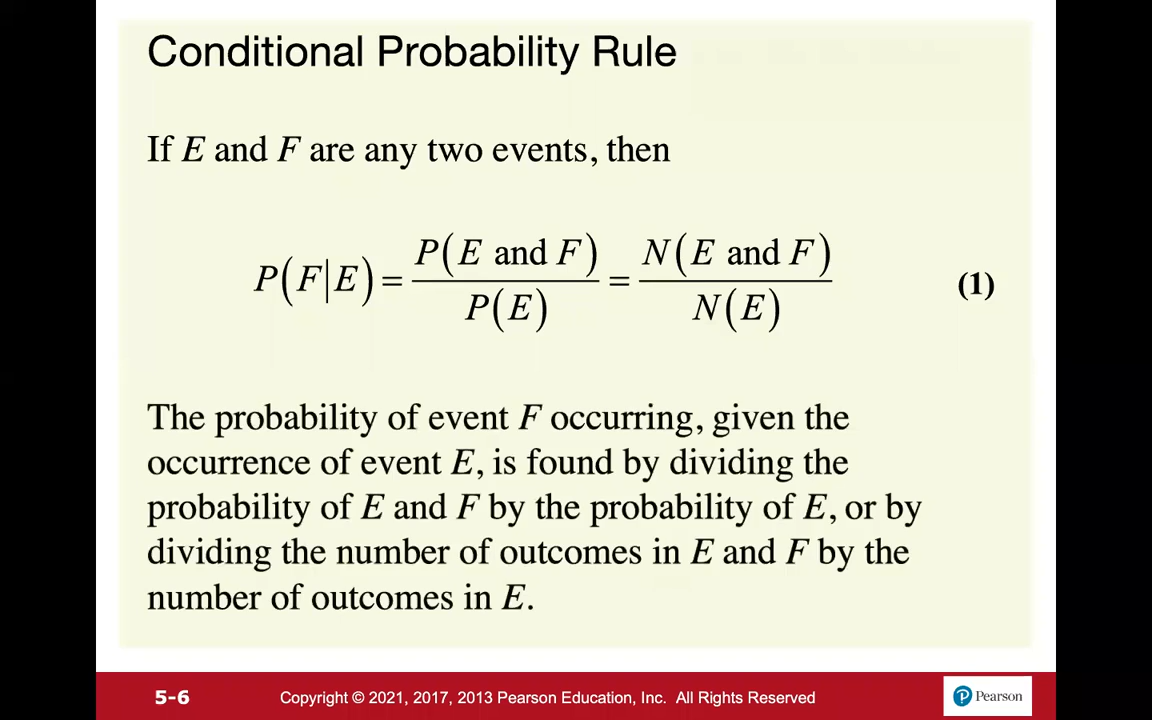 Conditional Probability Rule
If E and F are any two events, then
P(F|E) = P(E and F) / P(E) = N(E and F) / N(E) (1)
The probability of event F occurring, given the
occurrence of event E, is found by dividing the
probability of E and F by the probability of E, or by
dividing the number of outcomes in E and F by the
number of outcomes in E.
5-6 Copyright © 2021, 2017, 2013 Pearson Education, Inc. All Rights Reserved Pearson